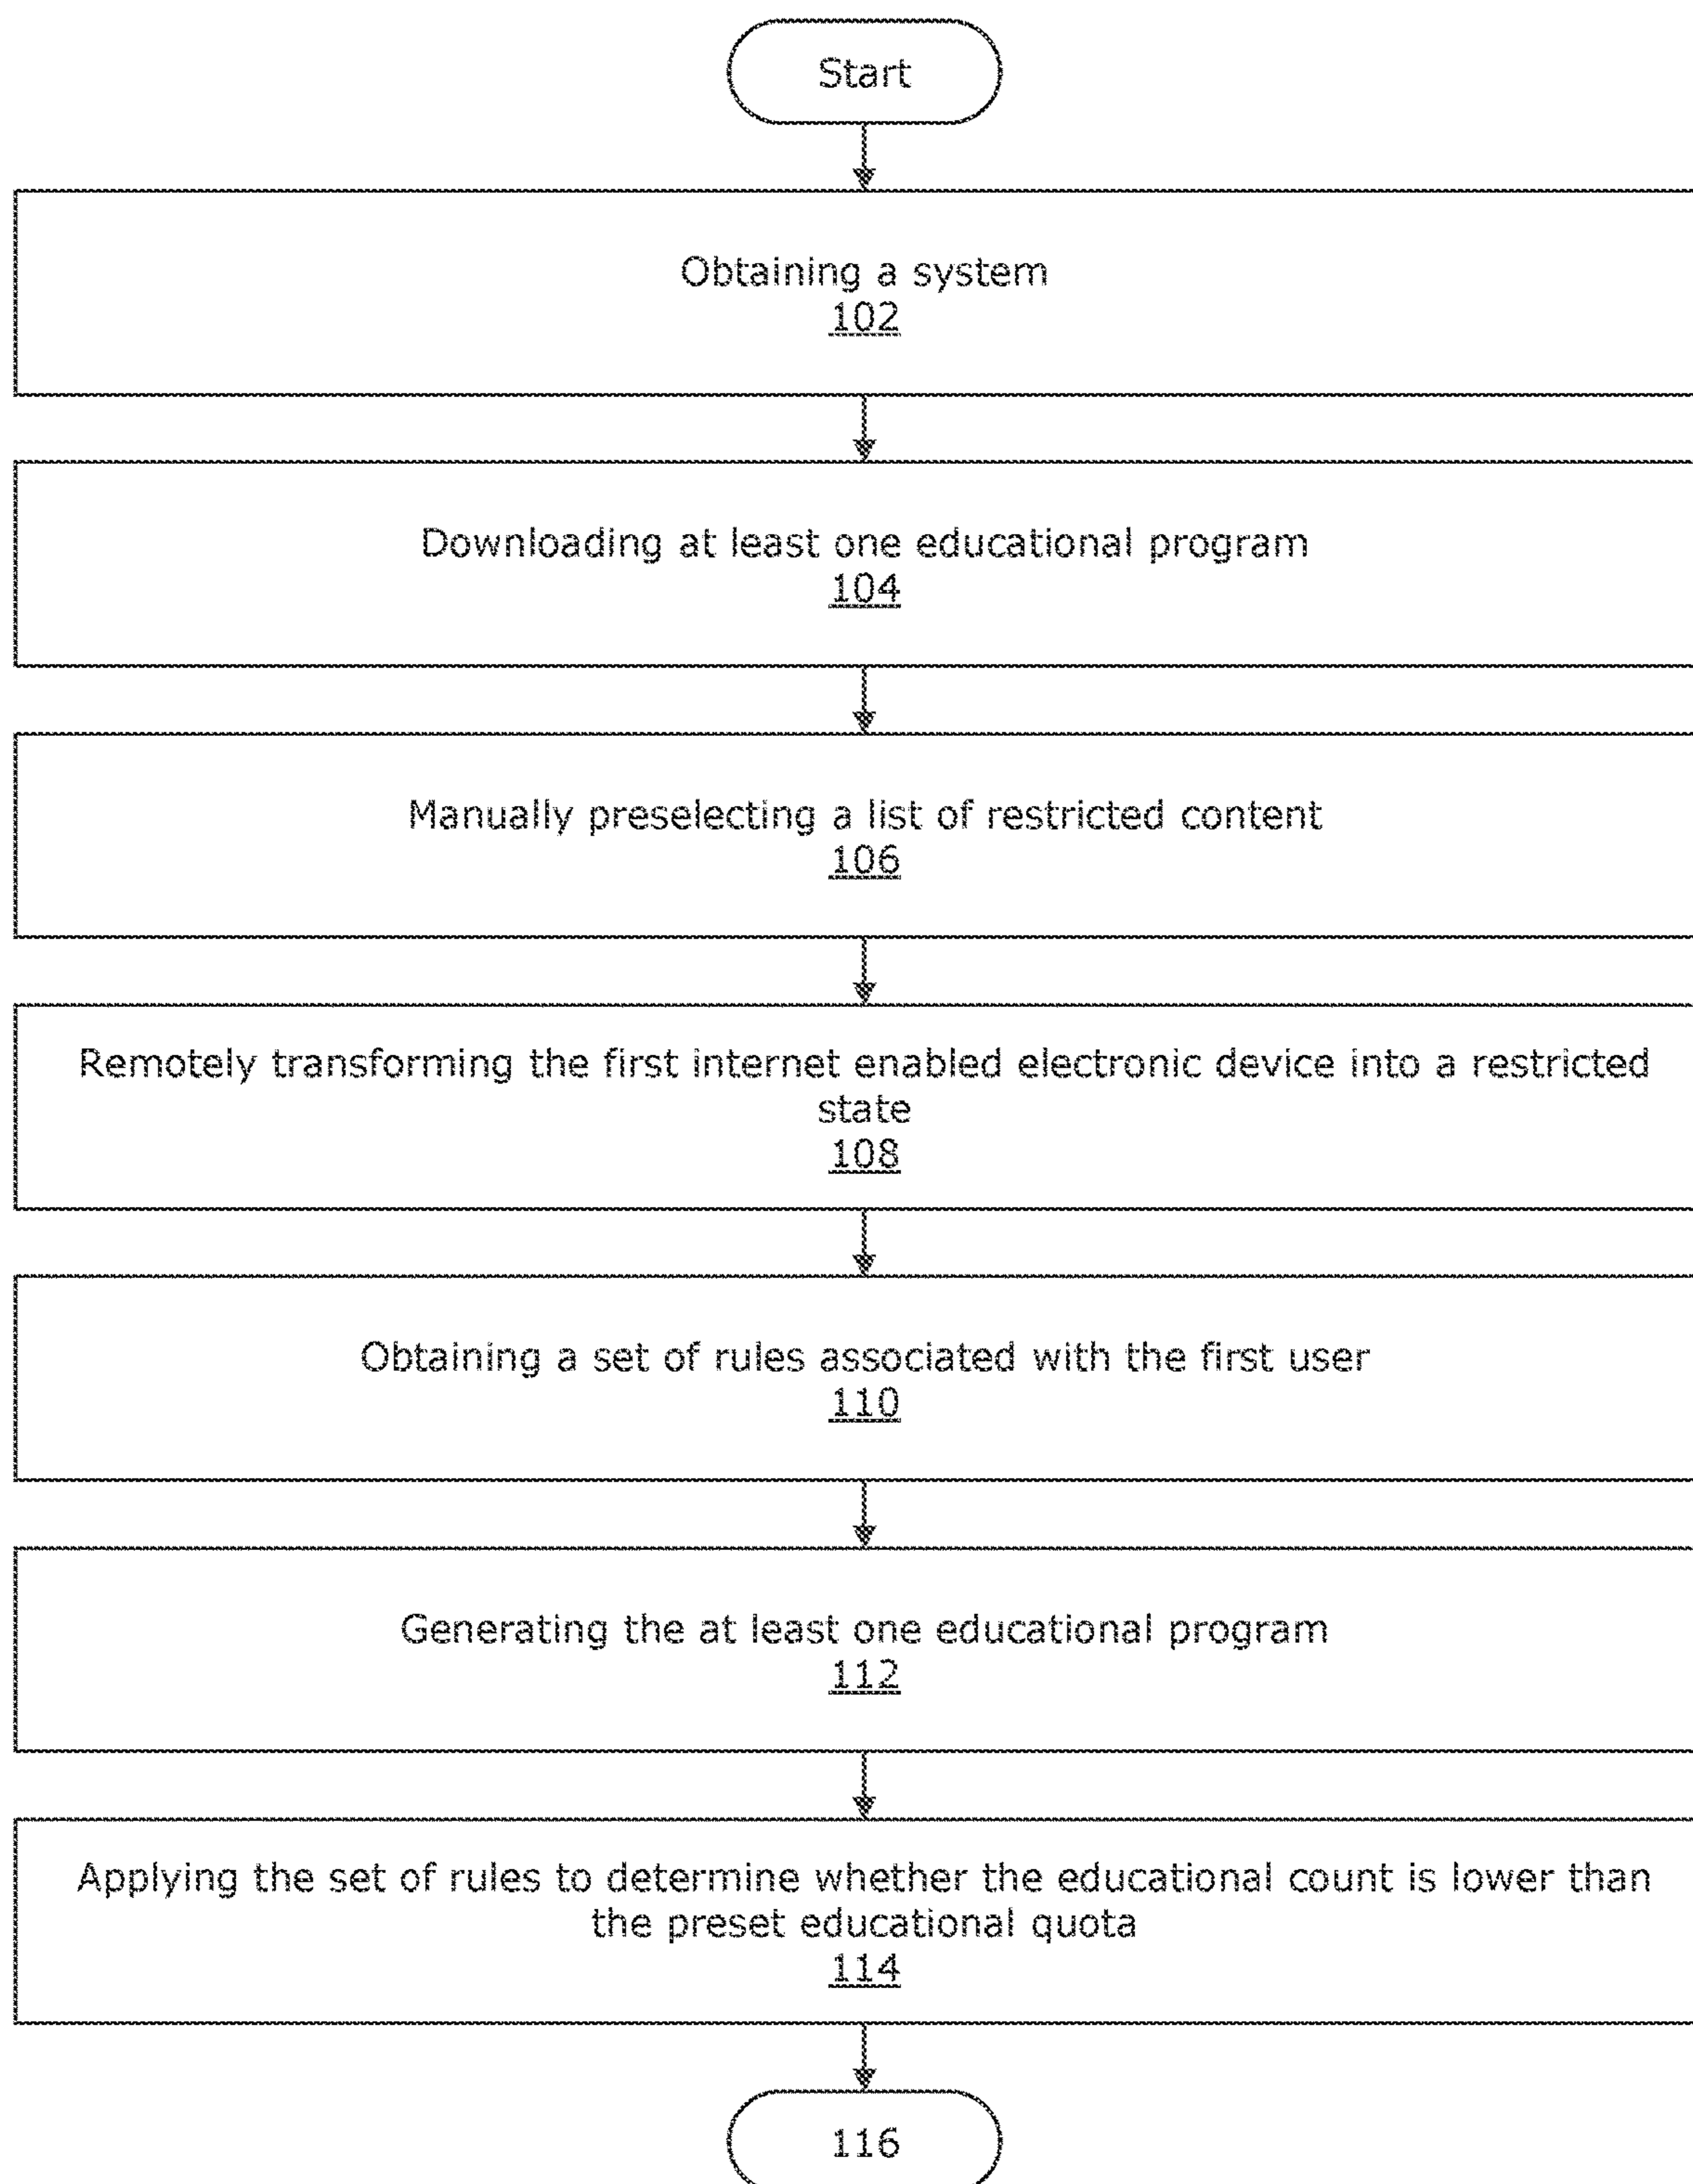 Start
Obtaining a system
102
Downloading at least one educational program
104
Manually preselecting a list of restricted content
106
Remotely transforming the first internet enabled electronic device into a restricted
state
108
Obtaining a set of rules associated with the first user
110
Generating the at least one educational program
112
Applying the set of rules to determine whether the educational count is lower than
the preset educational quota
114
116